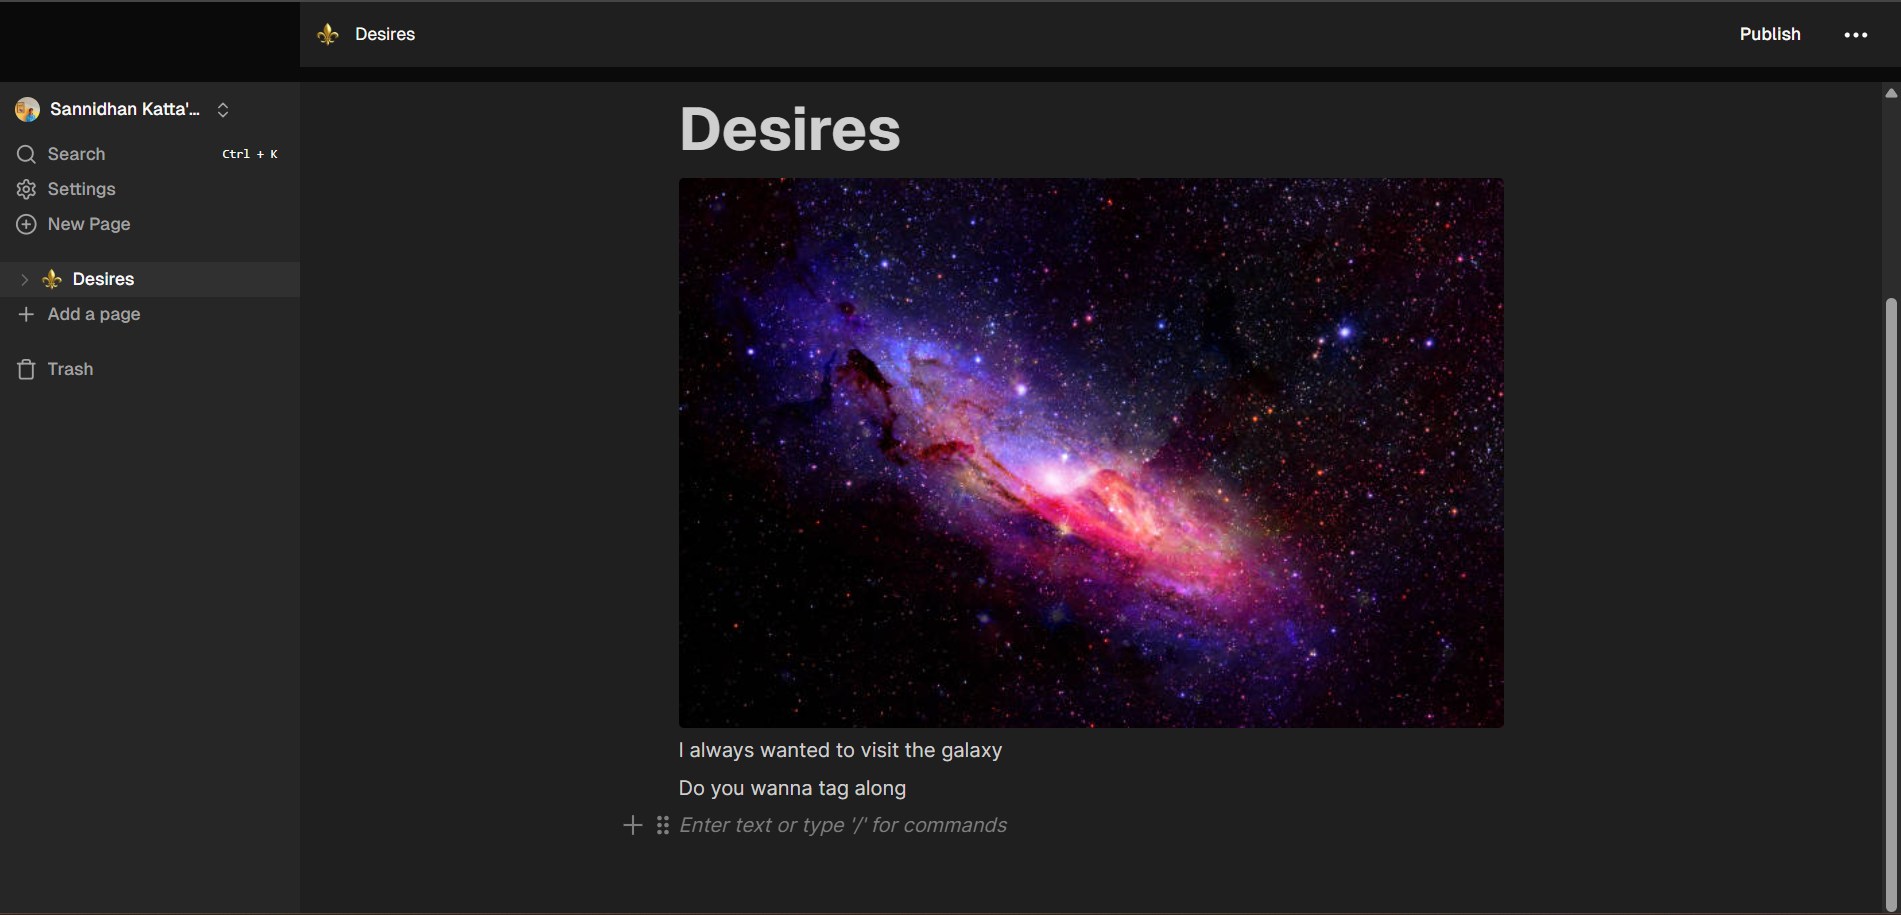 Desires
Publish
Sannidhan Katta'...
Search Ctrl + K
Settings
New Page
Desires
Add a page
Trash
Desires
I always wanted to visit the galaxy
Do you wanna tag along
Enter text or type '/' for commands